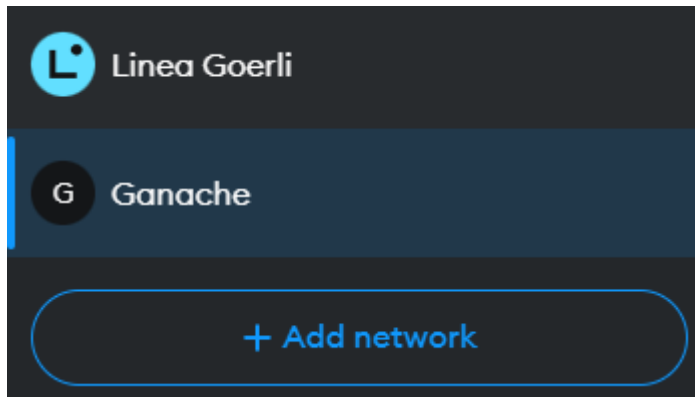 L
Linea Goerli
G
Ganache
+ Add network